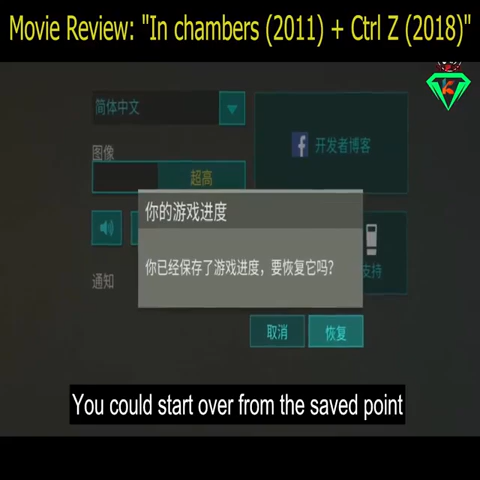 Movie Review: "In chambers (2011) + Ctrl Z (2018)"
简体中文
图像
超高
开发者博客
你的游戏进度
你已经保存了游戏进度，要恢复它吗？
通知
支持
取消
恢复
You could start over from the saved point